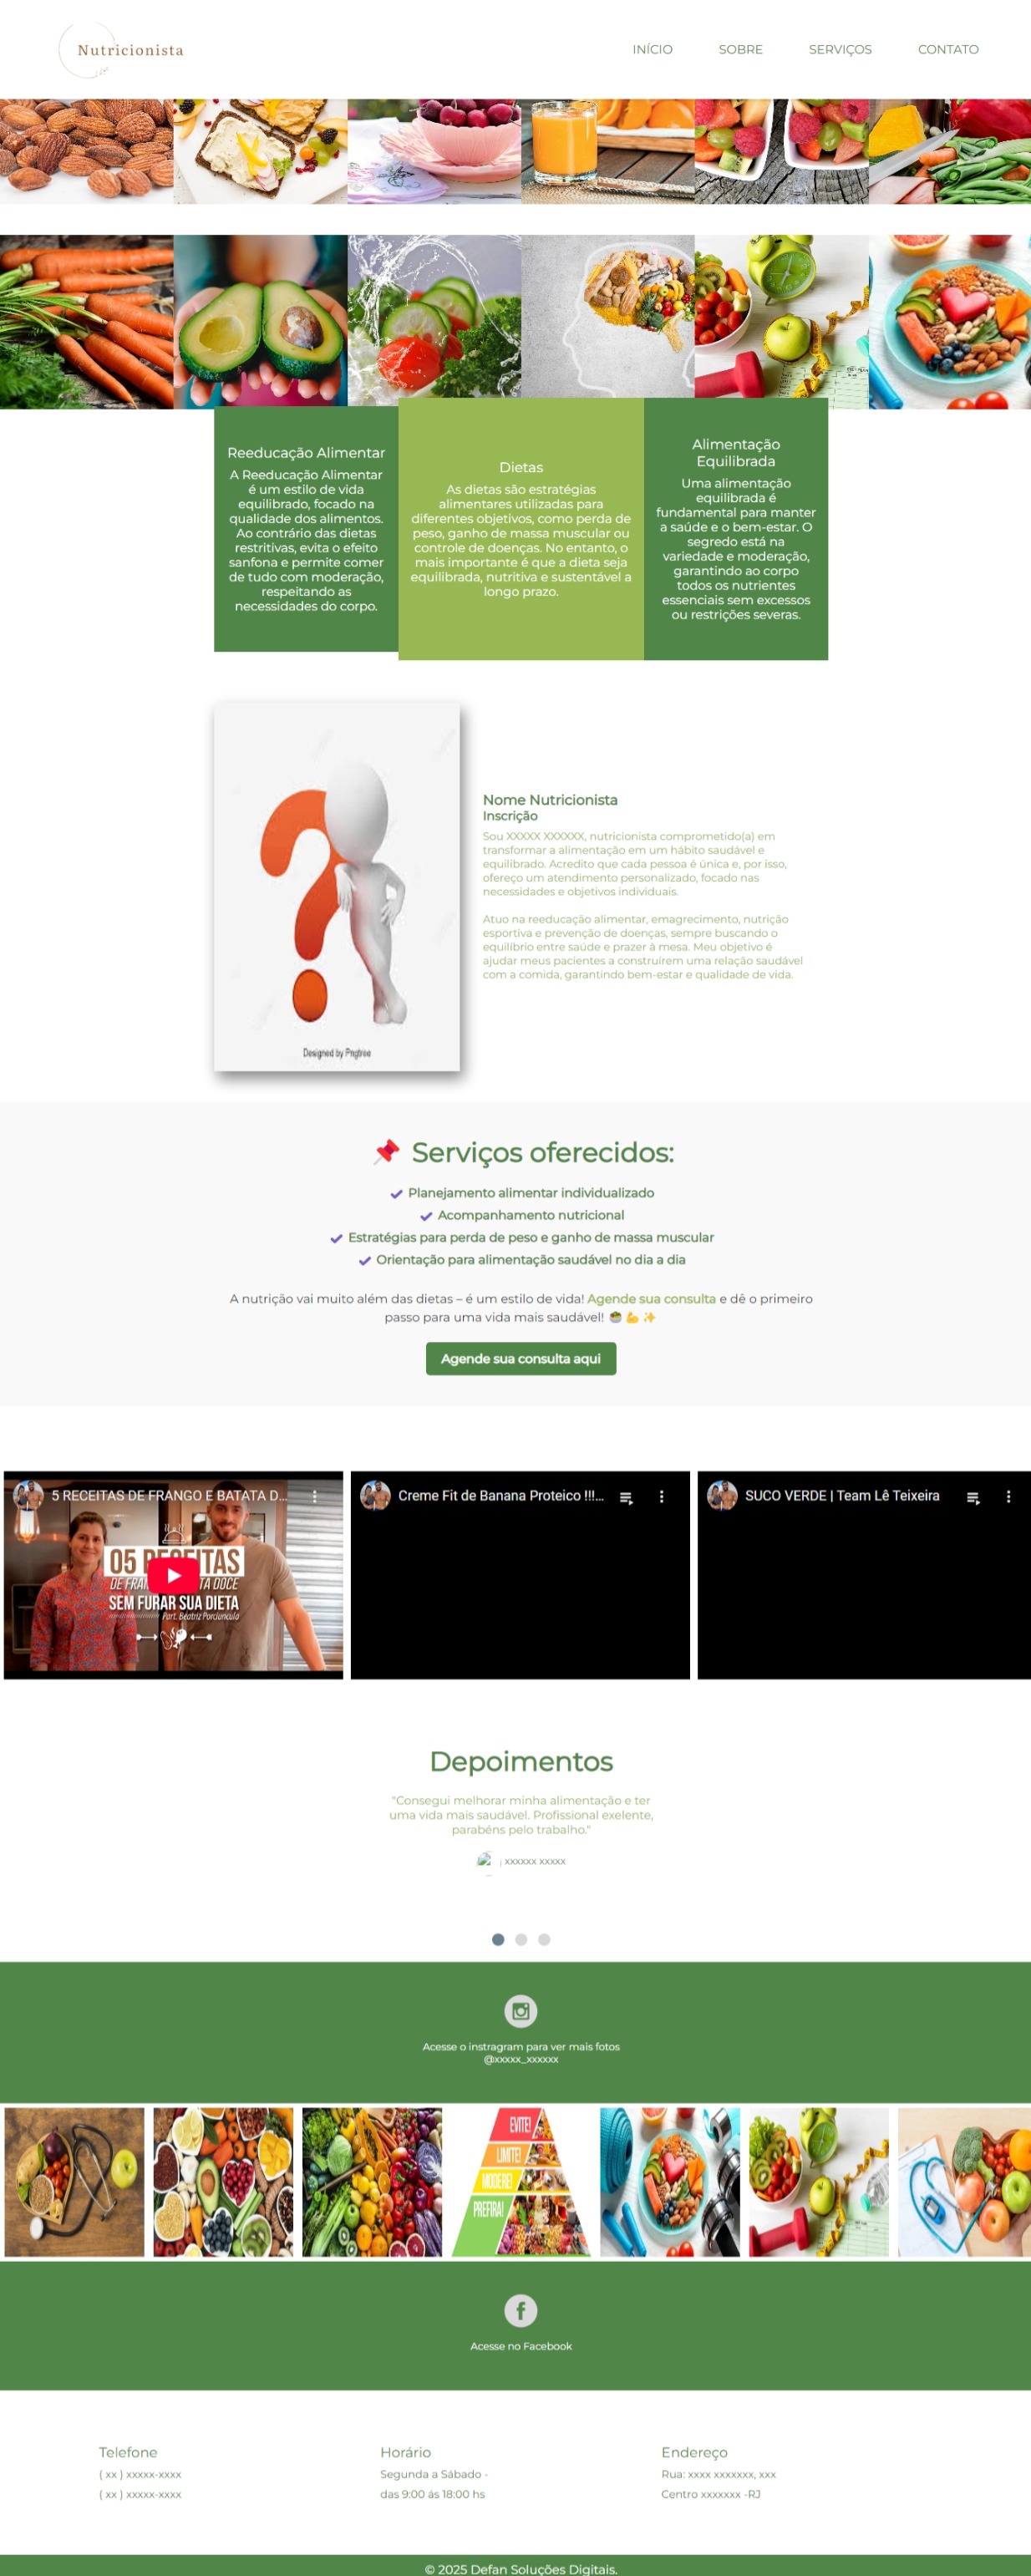 Nutricionista
INÍCIO SOBRE SERVIÇOS CONTATO
Reeducação Alimentar
A Reeducação Alimentar
é um estilo de vida
equilibrado, focado na
qualidade dos alimentos.
Ao contrário das dietas
restritivas, evita o efeito
sanfona e permite comer
de tudo com moderação,
respeitando as
necessidades do corpo.
Dietas
As dietas são estratégias
alimentares utilizadas para
diferentes objetivos, como perda de
peso, ganho de massa muscular ou
controle de doenças. No entanto, o
mais importante é que a dieta seja
equilibrada, nutritiva e sustentável a
longo prazo.
Alimentação
Equilibrada
Uma alimentação
equilibrada é
fundamental para manter
a saúde e o bem-estar. O
segredo está na
variedade e moderação,
garantindo ao corpo
todos os nutrientes
essenciais sem excessos
ou restrições severas.
Designed by Pngtree
Nome Nutricionista
Inscrição
Sou XXXXX XXXXXX, nutricionista comprometido(a) em
transformar a alimentação em um hábito saudável e
equilibrado. Acredito que cada pessoa é única e, por isso,
ofereço um atendimento personalizado, focado nas
necessidades e objetivos individuais.
Atuo na reeducação alimentar, emagrecimento, nutrição
esportiva e prevenção de doenças, sempre buscando o
equilíbrio entre saúde e prazer à mesa. Meu objetivo é
ajudar meus pacientes a construírem uma relação saudável
com a comida, garantindo bem-estar e qualidade de vida.
📌 Serviços oferecidos:
✔ Planejamento alimentar individualizado
✔ Acompanhamento nutricional
✔ Estratégias para perda de peso e ganho de massa muscular
✔ Orientação para alimentação saudável no dia a dia
A nutrição vai muito além das dietas – é um estilo de vida! Agende sua consulta e dê o primeiro
passo para uma vida mais saudável! 🥗💪✨
Agende sua consulta aqui
5 RECEITAS DE FRANGO E BATATA D...
05 RECEITAS
SEM FURAR SUA DIETA
Part. Beatriz Porciuncula
Creme Fit de Banana Proteico !!!...
SUCO VERDE | Team Lê Teixeira
Depoimentos
"Consegui melhorar minha alimentação e ter
uma vida mais saudável. Profissional exelente,
parabéns pelo trabalho."
xxxxxx xxxxx
Acesse o instragram para ver mais fotos
@xxxxx_xxxxxx
EVITE!
LIMITE!
MODERE!
PREFIRA!
Acesse no Facebook
Telefone
( xx ) xxxxx-xxxx
( xx ) xxxxx-xxxx
Horário
Segunda a Sábado -
das 9:00 ás 18:00 hs
Endereço
Rua: xxxx xxxxxxx, xxx
Centro xxxxxxx -RJ
© 2025 Defan Soluções Digitais.